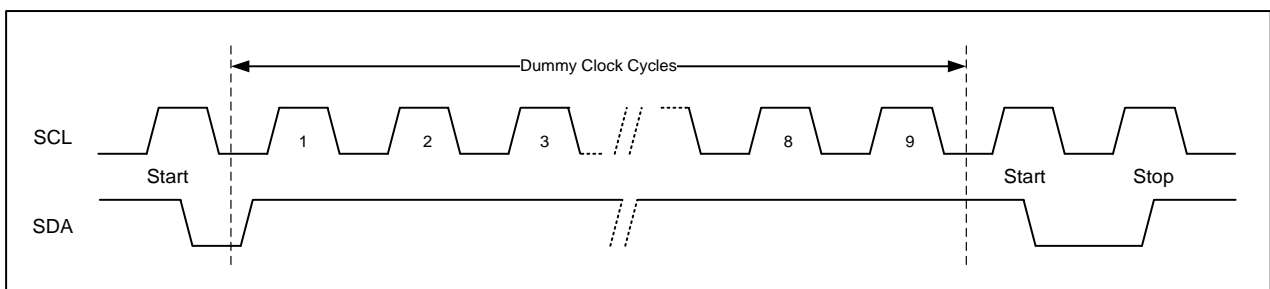 Dummy Clock Cycles
SCL
1 2 3 8 9
Start Start Stop
SDA